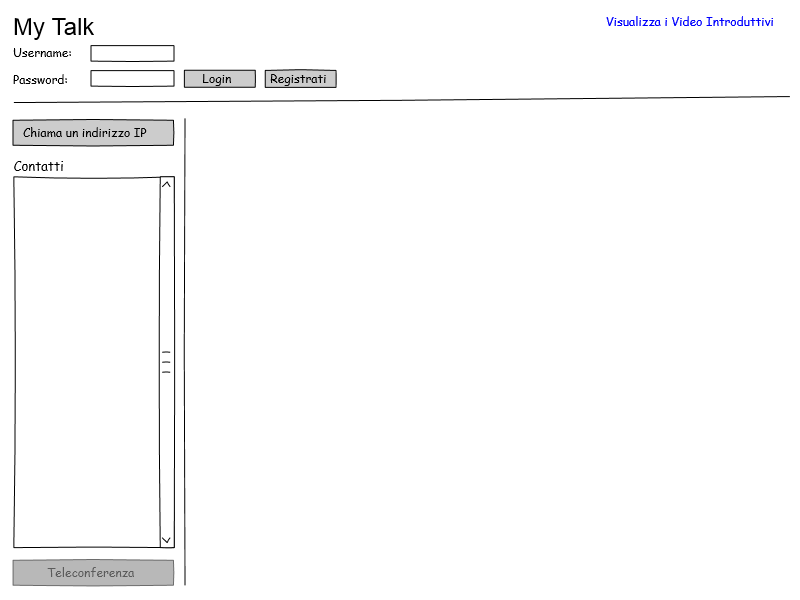 My Talk
Visualizza i Video Introduttivi
Username:
Password:
Login
Registrati
Chiama un indirizzo IP
Contatti
Teleconferenza